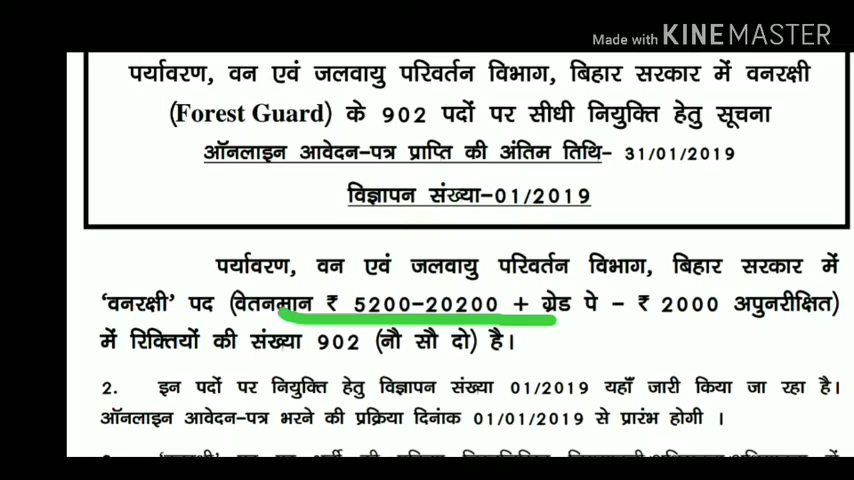 Made with KINEMASTER
पर्यावरण, वन एवं जलवायु परिवर्तन विभाग, बिहार सरकार में वनरक्षी
(Forest Guard) के 902 पदों पर सीधी नियुक्ति हेतु सूचना
ऑनलाइन आवेदन-पत्र प्राप्ति की अंतिम तिथि- 31/01/2019
विज्ञापन संख्या-01/2019
पर्यावरण, वन एवं जलवायु परिवर्तन विभाग, बिहार सरकार में
'वनरक्षी' पद (वेतनमान ₹ 5200-20200 + ग्रेड पे - ₹ 2000 अपुनरीक्षित)
में रिक्तियों की संख्या 902 (नौ सौ दो) है।
2. इन पदों पर नियुक्ति हेतु विज्ञापन संख्या 01/2019 यहाँ जारी किया जा रहा है।
ऑनलाइन आवेदन-पत्र भरने की प्रक्रिया दिनांक 01/01/2019 से प्रारंभ होगी ।